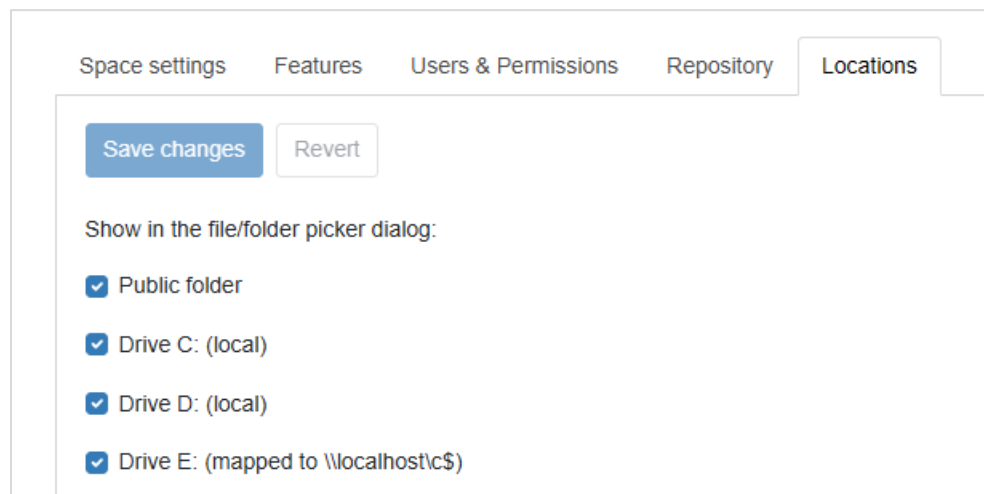 Space settings Features Users & Permissions Repository Locations
Save changes Revert
Show in the file/folder picker dialog:
Public folder
Drive C: (local)
Drive D: (local)
Drive E: (mapped to \\localhost\c$)